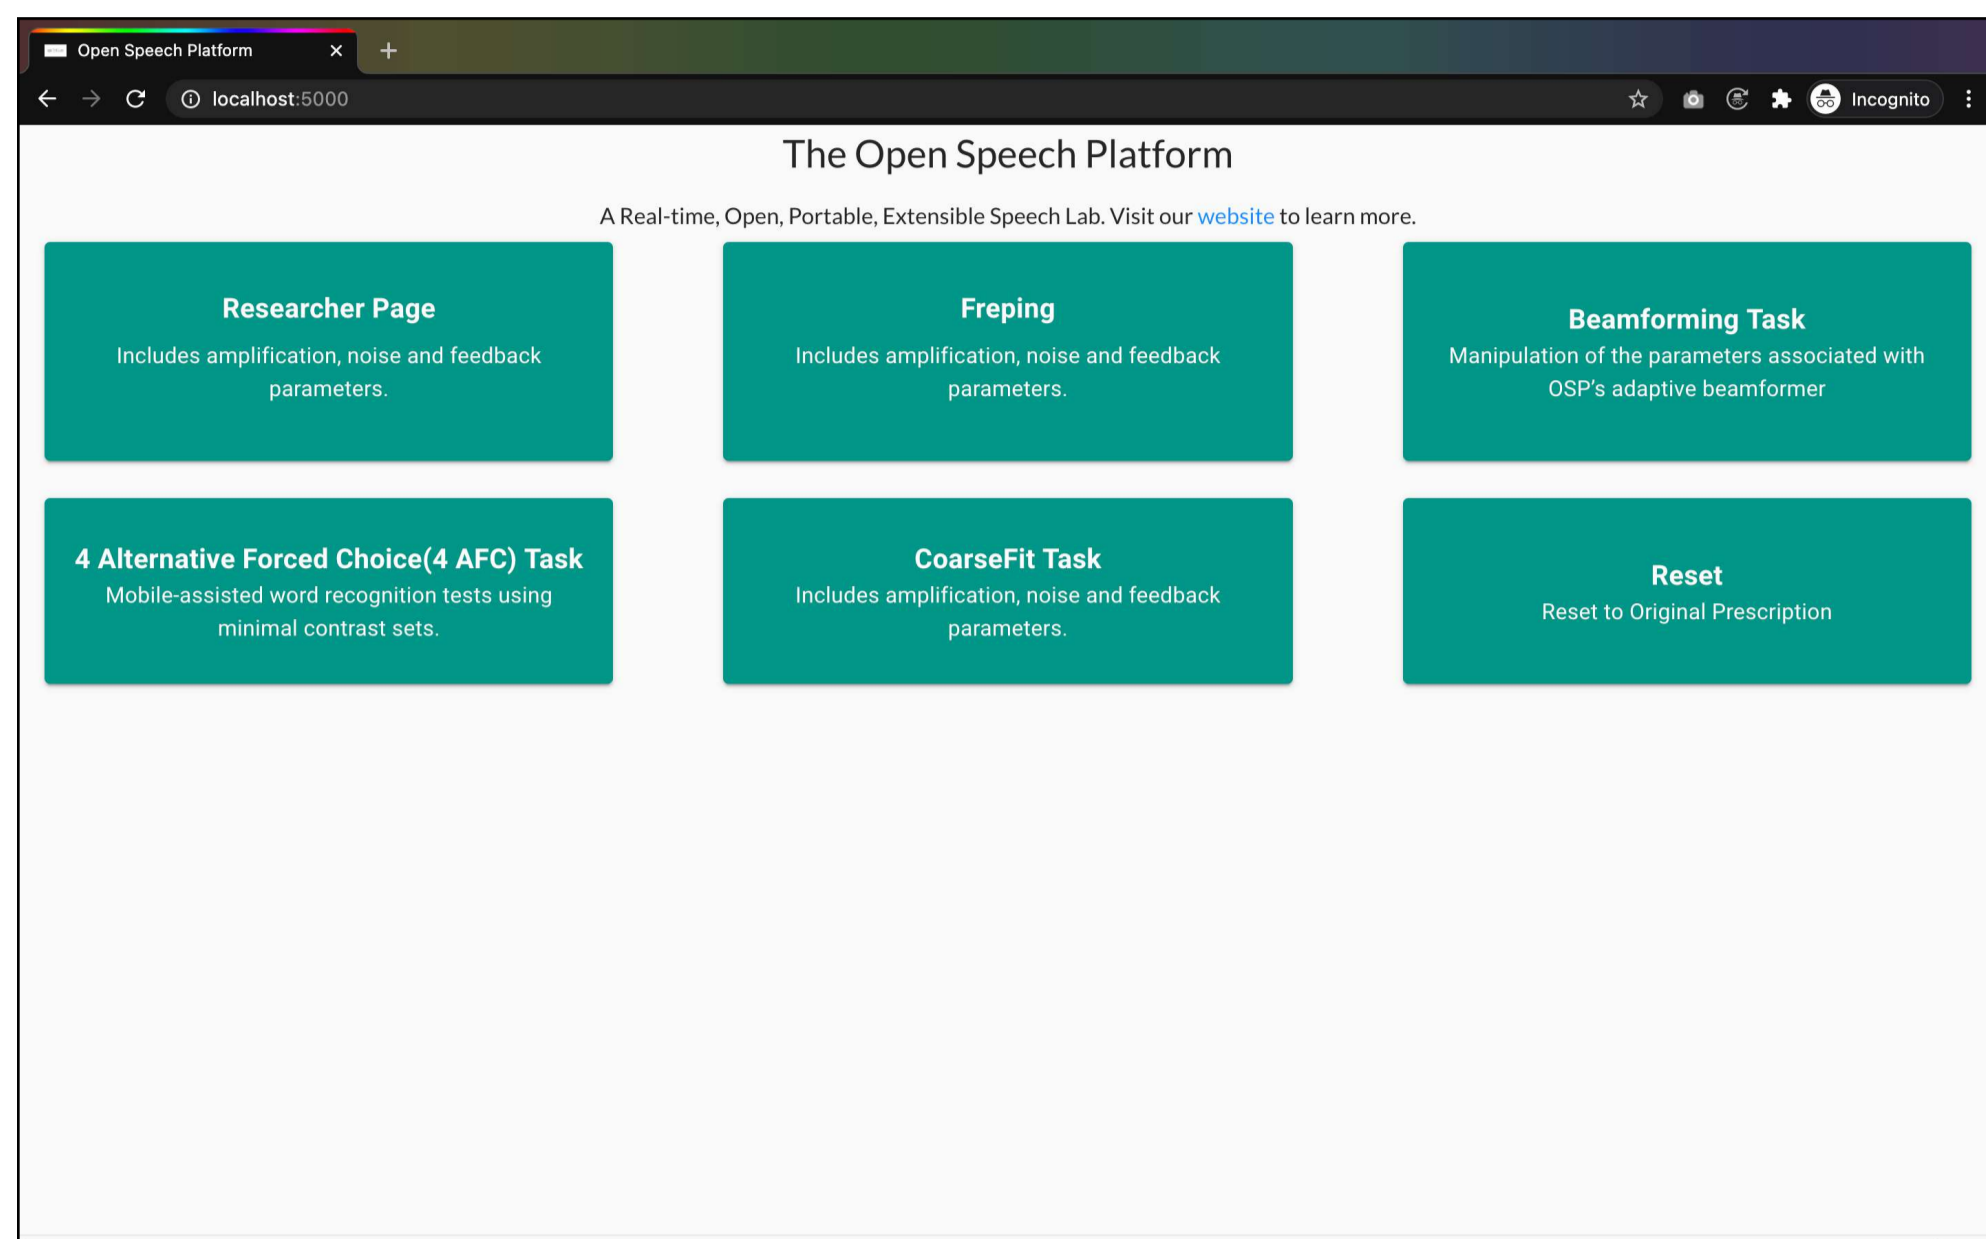 Open Speech Platform
localhost:5000
Incognito
The Open Speech Platform
A Real-time, Open, Portable, Extensible Speech Lab. Visit our website to learn more.
Researcher Page
Includes amplification, noise and feedback
parameters.
Freping
Includes amplification, noise and feedback
parameters.
Beamforming Task
Manipulation of the parameters associated with
OSP’s adaptive beamformer
4 Alternative Forced Choice(4 AFC) Task
Mobile-assisted word recognition tests using
minimal contrast sets.
CoarseFit Task
Includes amplification, noise and feedback
parameters.
Reset
Reset to Original Prescription